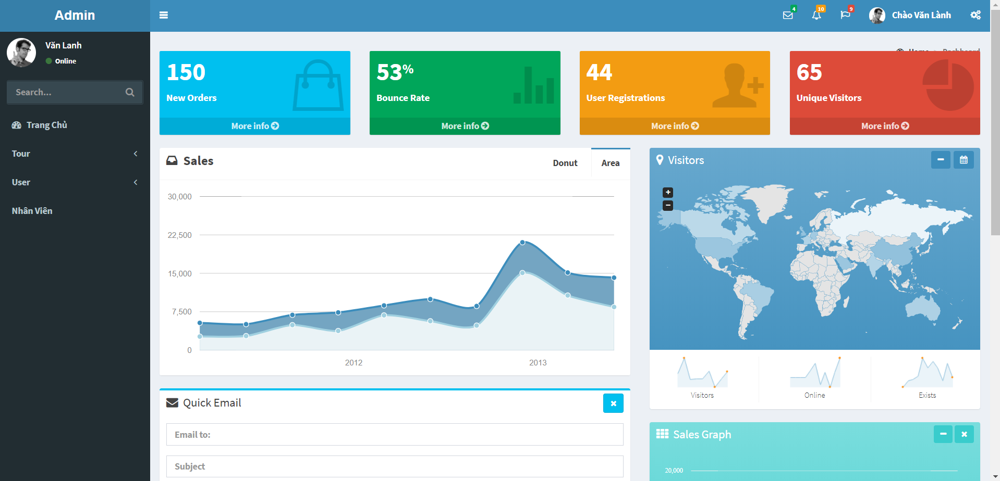 Admin
4
10
9
Chào Văn Lành
Văn Lanh
Online
Search...
Trang Chủ
Tour
User
Nhân Viên
Home
Dashboard
150
New Orders
More info
53%
Bounce Rate
More info
44
User Registrations
More info
65
Unique Visitors
More info
Sales
Donut
Area
30,000
22,500
15,000
7,500
0
2012
2013
Visitors
+
−
Visitors
Online
Exists
Quick Email
Email to:
Subject
Sales Graph
20,000